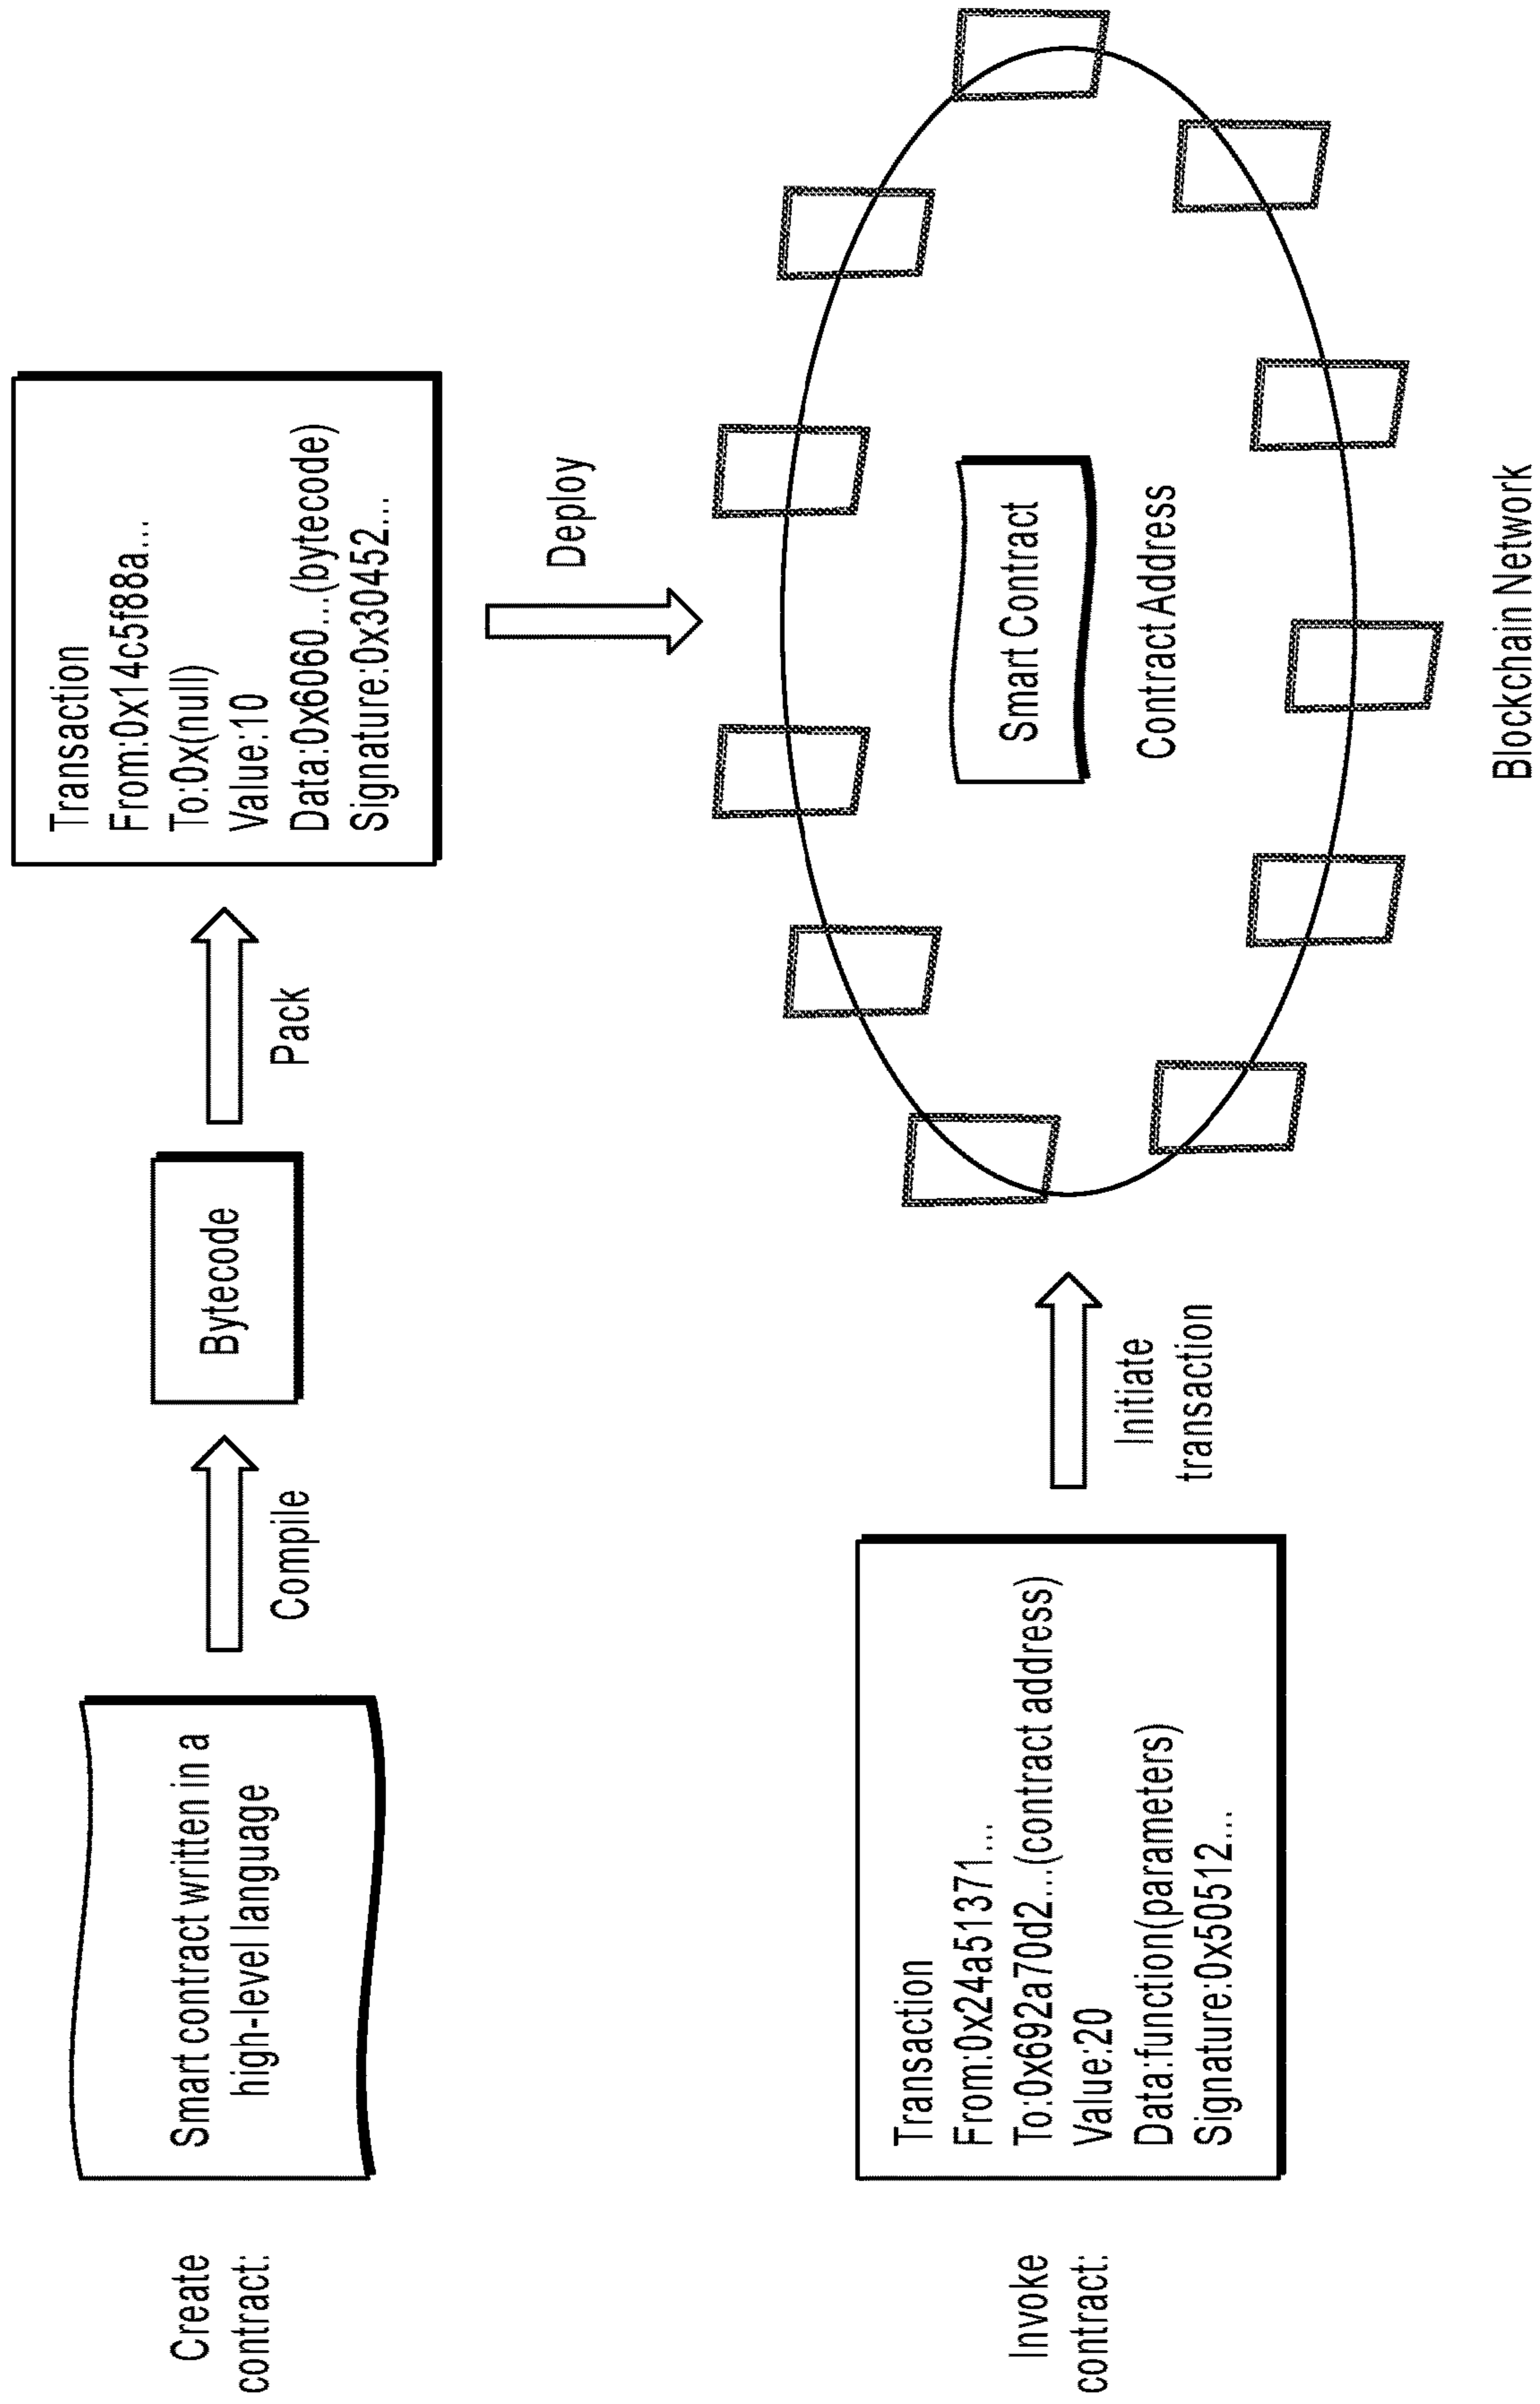 Create
contract:
Smart contract written in a
high-level language
Compile
Bytecode
Pack
Transaction
From:0x14c5f88a...
To:0x(null)
Value:10
Data:0x6060...(bytecode)
Signature:0x30452...
Deploy
Invoke
contract:
Transaction
From:0x24a51371...
To:0x692a70d2...(contract address)
Value:20
Data:function(parameters)
Signature:0x50512...
Initiate
transaction
Smart Contract
Contract Address
Blockchain Network